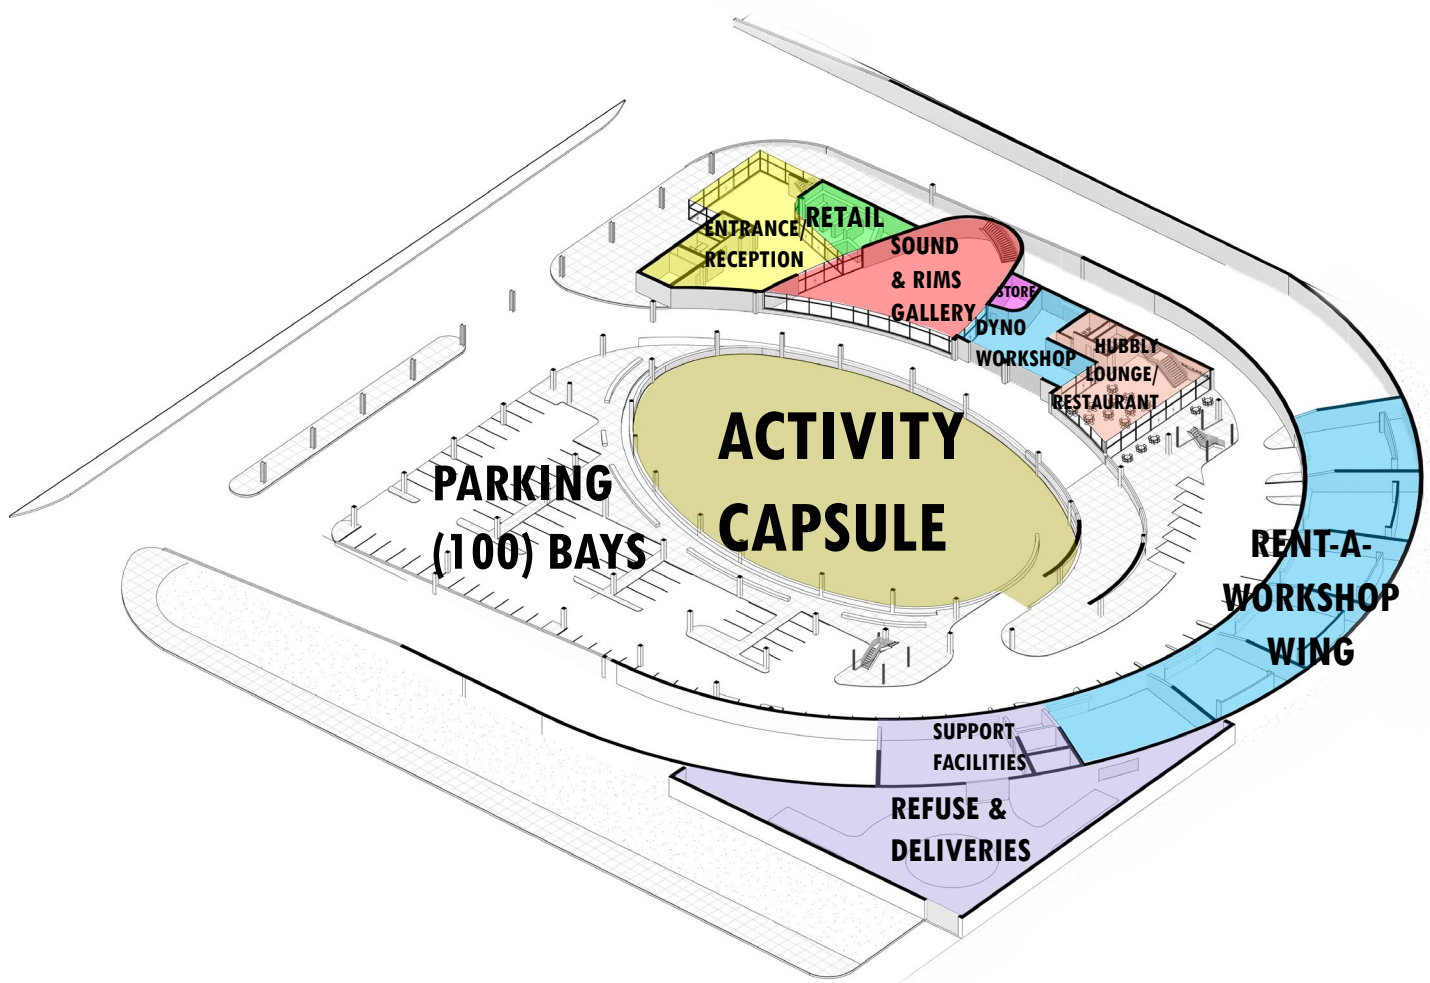 ENTRANCE/
RECEPTION
RETAIL
SOUND
& RIMS
GALLERY
STORE
DYNO
WORKSHOP
HUBBLY
LOUNGE/
RESTAURANT
ACTIVITY
CAPSULE
PARKING
(100) BAYS
RENT-A-
WORKSHOP
WING
SUPPORT
FACILITIES
REFUSE &
DELIVERIES